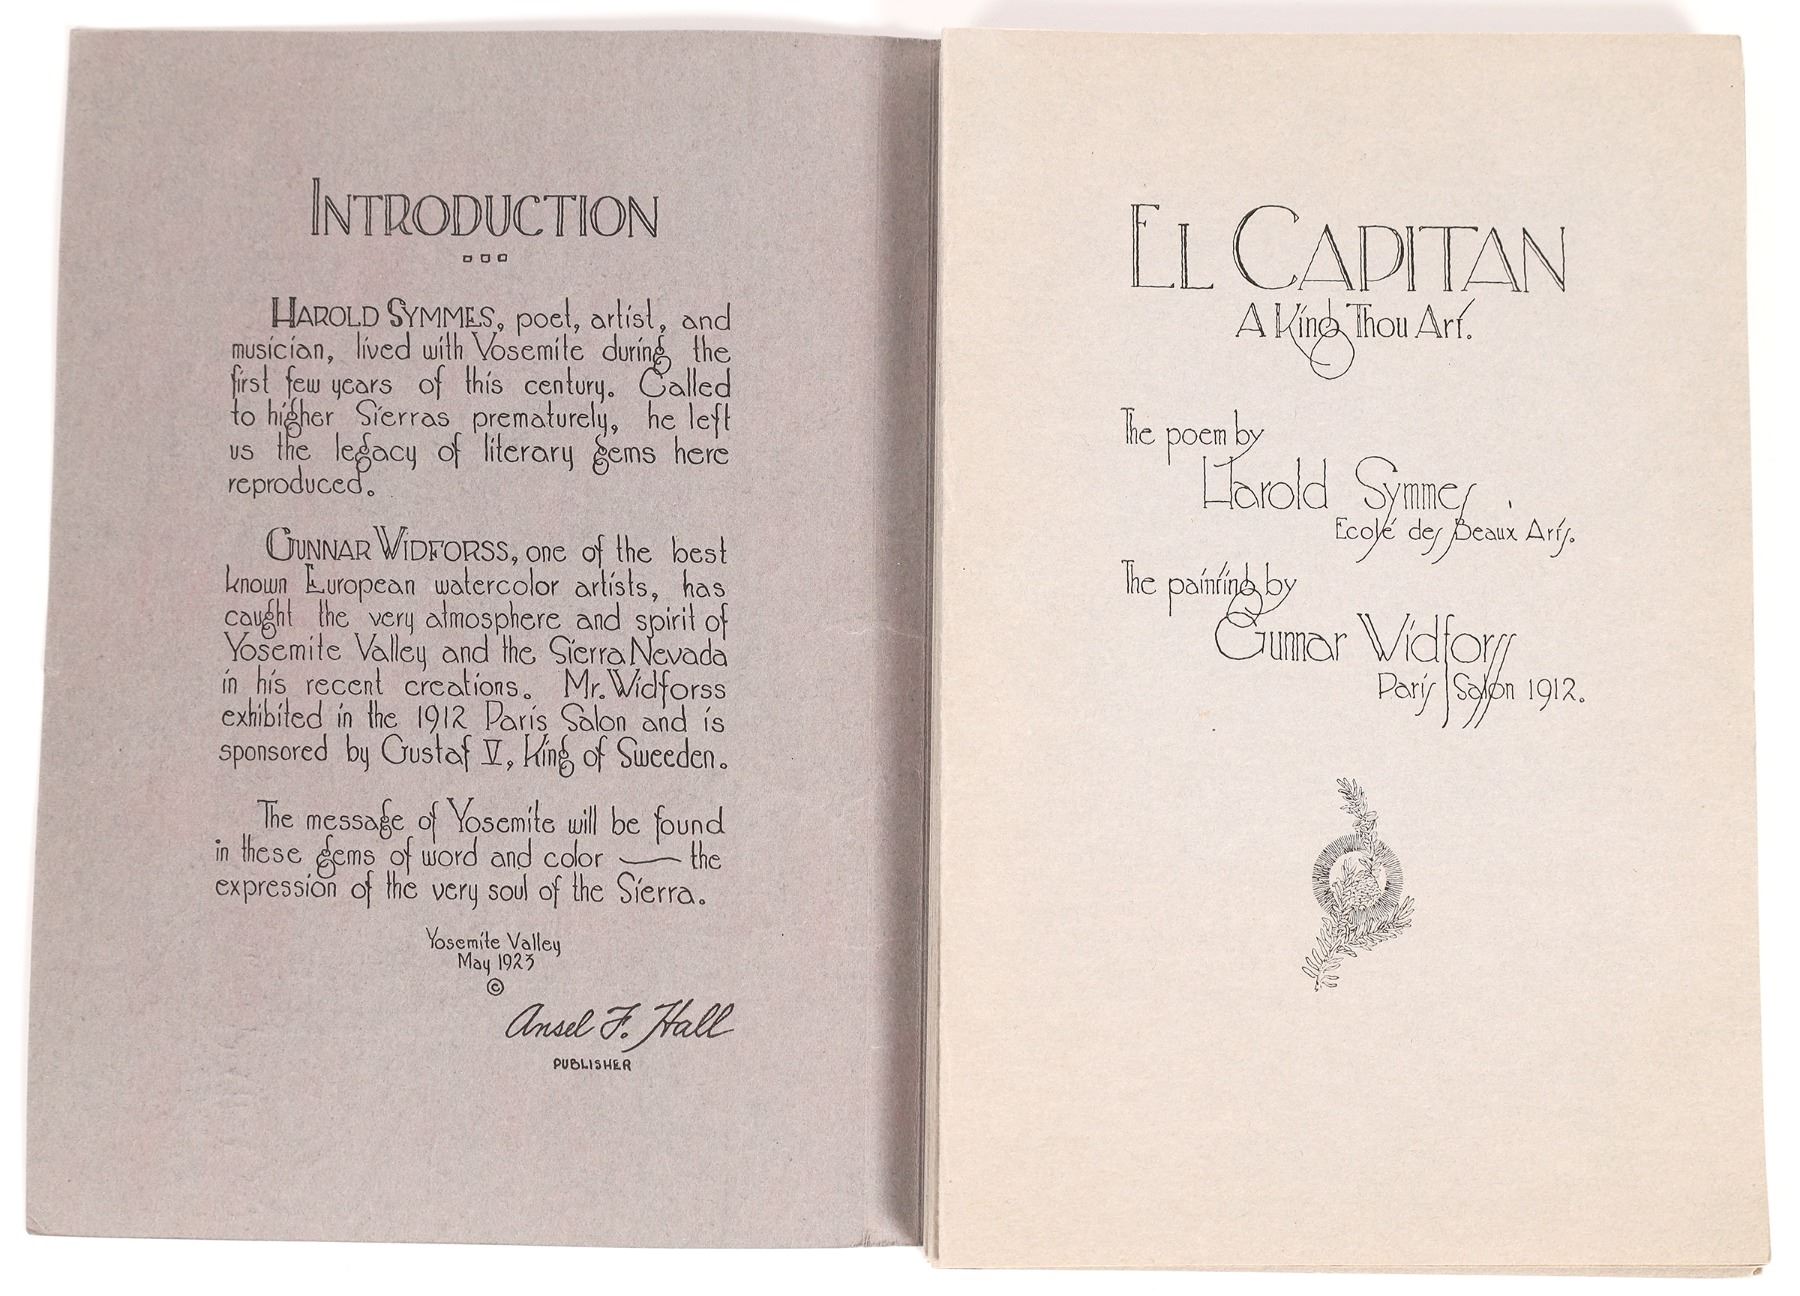 INTRODUCTION
HAROLD SYMMES, poet, artist, and
musician, lived with Yosemite during the
first few years of this century. Called
to higher Sierras prematurely, he left
us the legacy of literary gems here
reproduced.
GUNNAR WIDFORSS, one of the best
known European watercolor artists, has
caught the very atmosphere and spirit of
Yosemite Valley and the Sierra Nevada
in his recent creations. Mr. Widforss
exhibited in the 1912 Paris Salon and is
sponsored by Gustaf V, King of Sweeden.
The message of Yosemite will be found
in these gems of word and color — the
expression of the very soul of the Sierra.
Yosemite Valley
May 1923
©
Ansel F. Hall
PUBLISHER
EL CAPITAN
A King Thou Art.
The poem by
Harold Symmes
Ecolé des Beaux Arts.
The painting by
Gunnar Widforss
Paris Salon 1912.